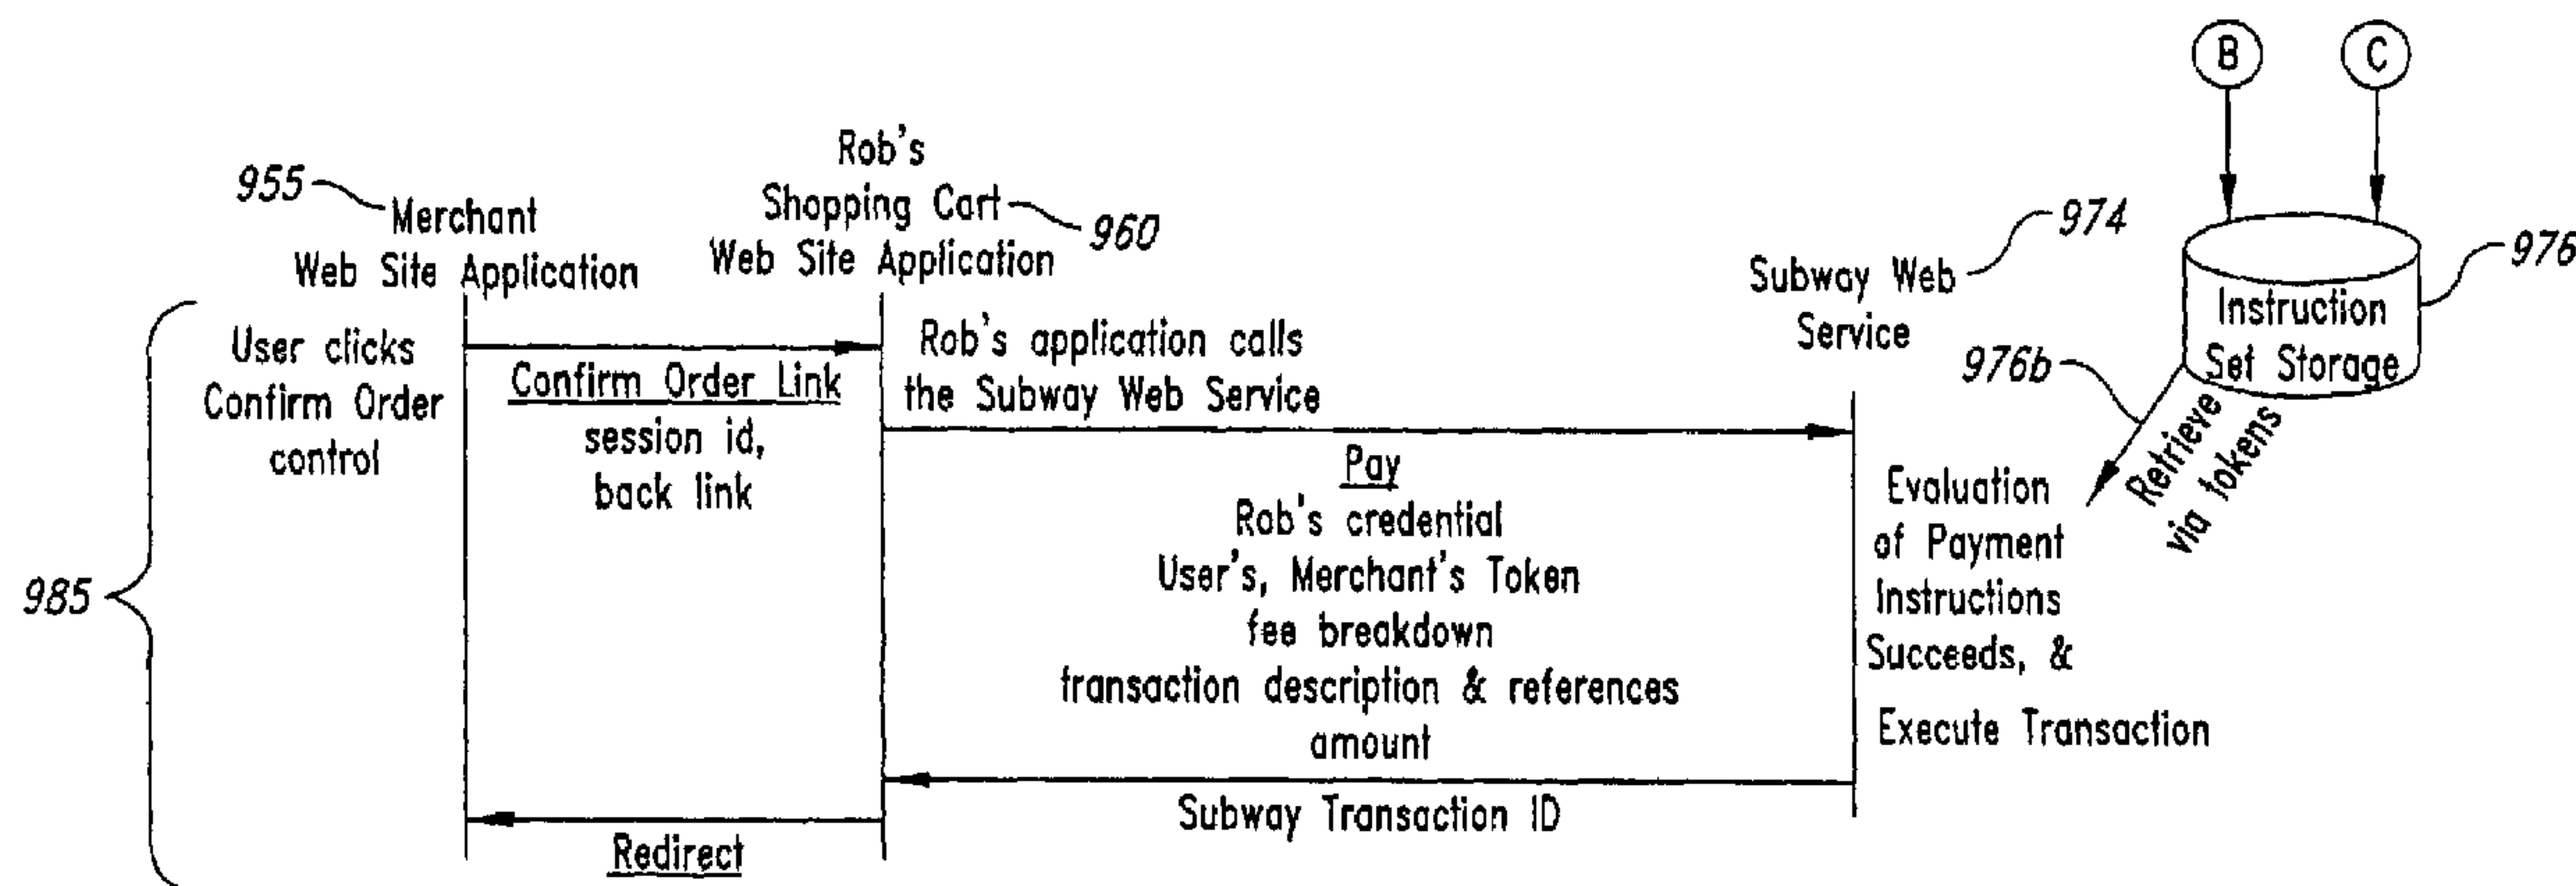 B
C
955
Merchant
Web Site Application
Rob's
Shopping Cart
Web Site Application
960
Subway Web
Service
974
976
Instruction
Set Storage
976b
Retrieve
via tokens
985
User clicks
Confirm Order
control
Confirm Order Link
session id,
back link
Rob's application calls
the Subway Web Service
Pay
Rob's credential
User's, Merchant's Token
fee breakdown
transaction description & references
amount
Evaluation
of Payment
Instructions
Succeeds, &
Execute Transaction
Subway Transaction ID
Redirect